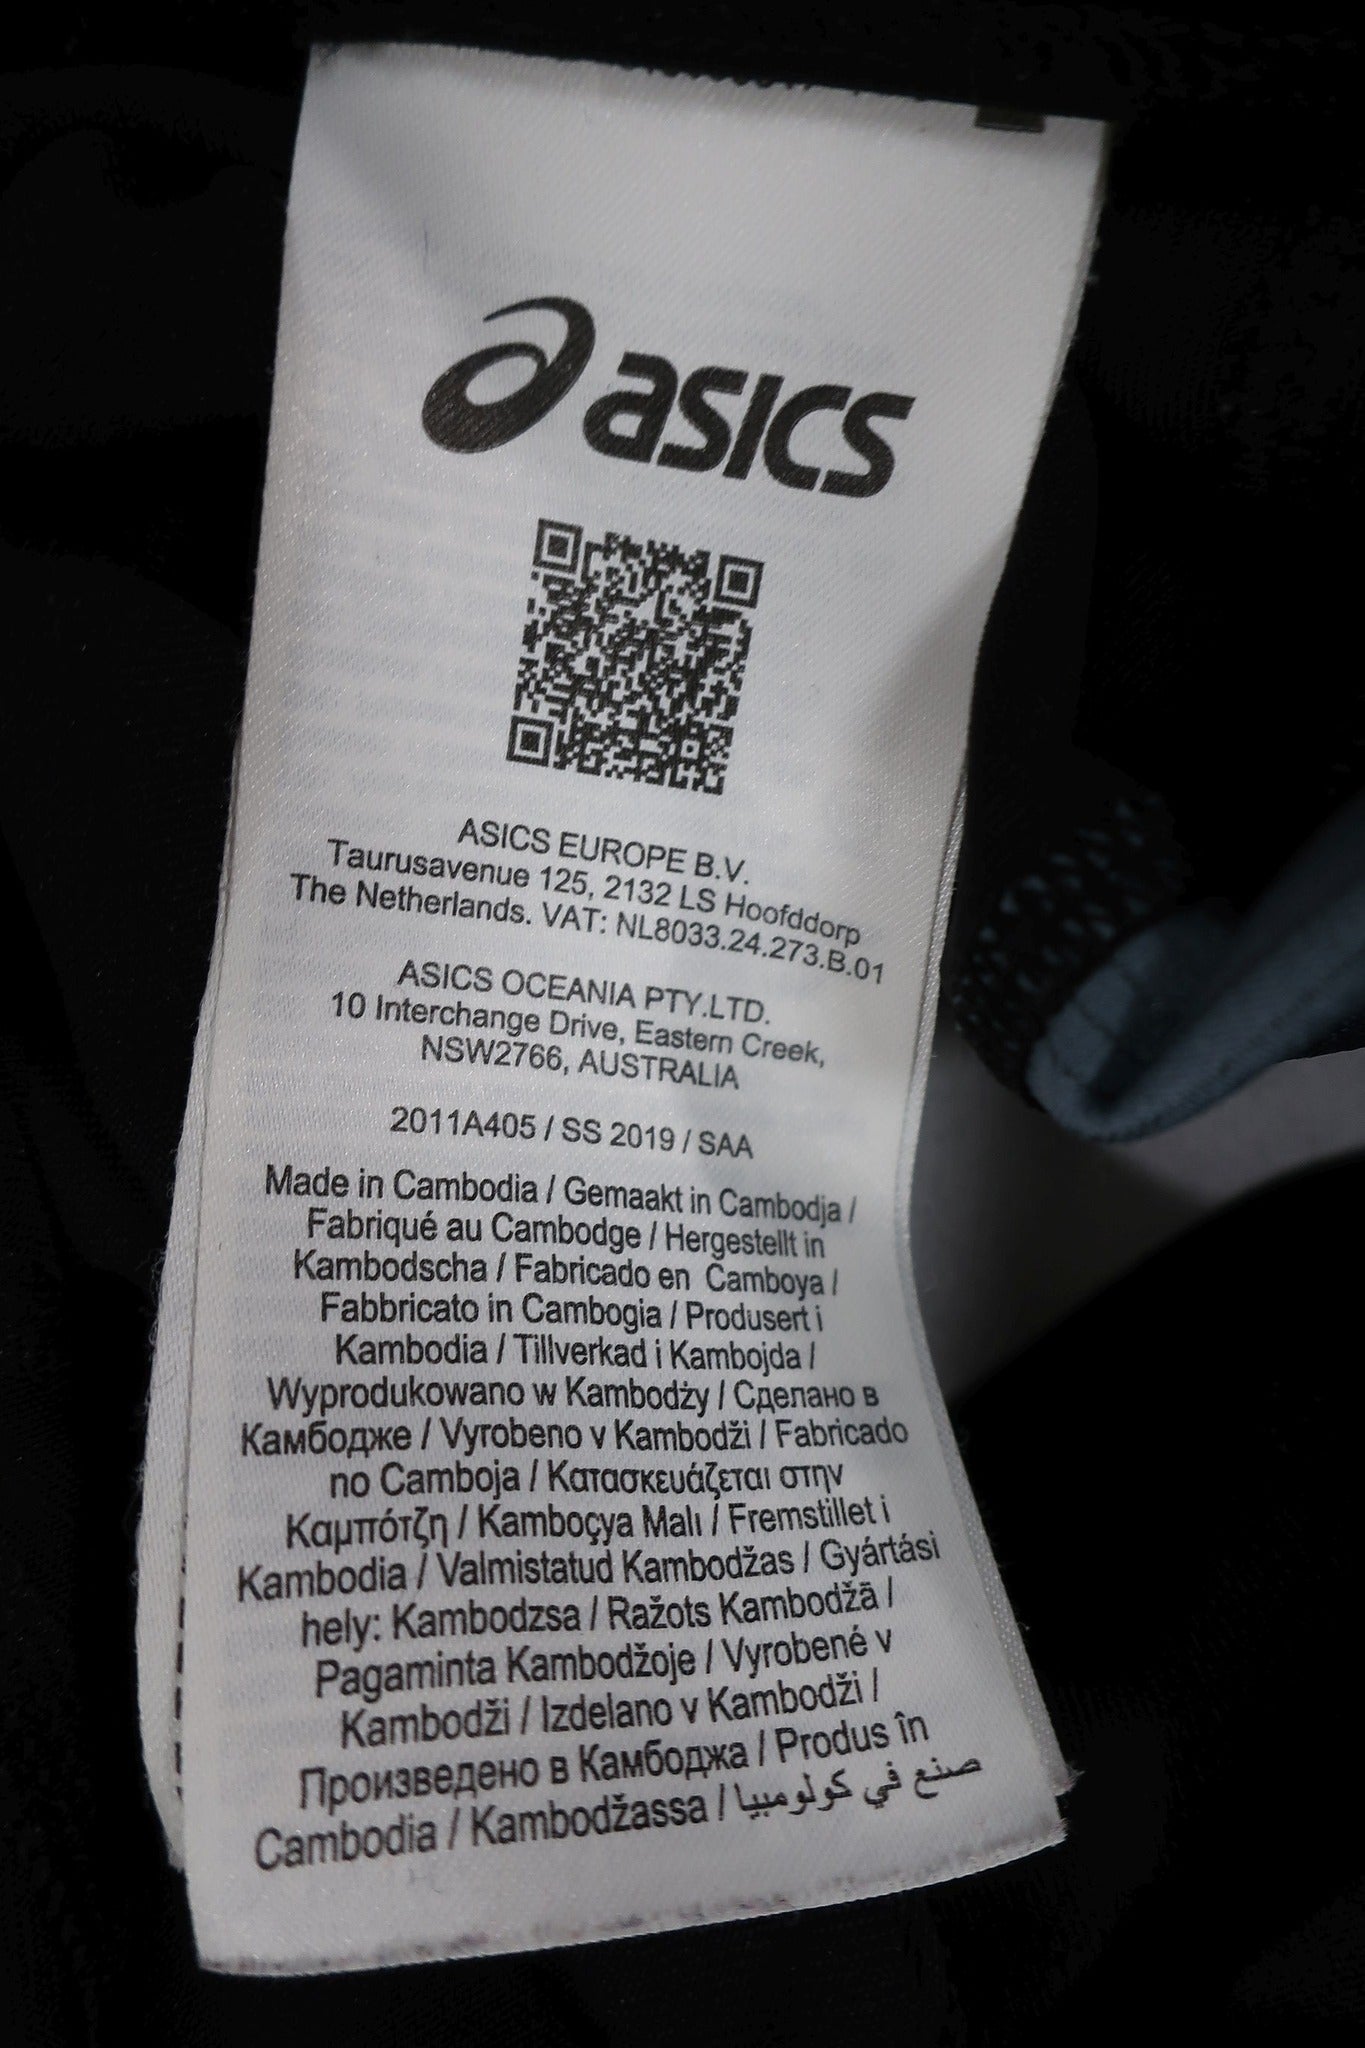 asics
ASICS EUROPE B.V.
Taurusavenue 125, 2132 LS Hoofddorp
The Netherlands. VAT: NL8033.24.273.B.01
ASICS OCEANIA PTY.LTD.
10 Interchange Drive, Eastern Creek,
NSW2766, AUSTRALIA
2011A405 / SS 2019 / SAA
Made in Cambodia / Gemaakt in Cambodja /
Fabriqué au Cambodge / Hergestellt in
Kambodscha / Fabricado en Camboya /
Fabbricato in Cambogia / Produsert i
Kambodia / Tillverkad i Kambojda /
Wyprodukowano w Kambodży / Сделано в
Камбодже / Vyrobeno v Kambodži / Fabricado
no Camboja / Κατασκευάζεται στην
Καμπότζη / Kamboçya Malı / Fremstillet i
Kambodia / Valmistatud Kambodžas / Gyártási
hely: Kambodzsa / Ražots Kambodžā /
Pagaminta Kambodžoje / Vyrobené v
Kambodži / Izdelano v Kambodži /
Произведено в Камбоджа / Produs în
Cambodia / Kambodžassa / صنع في كولومبيا